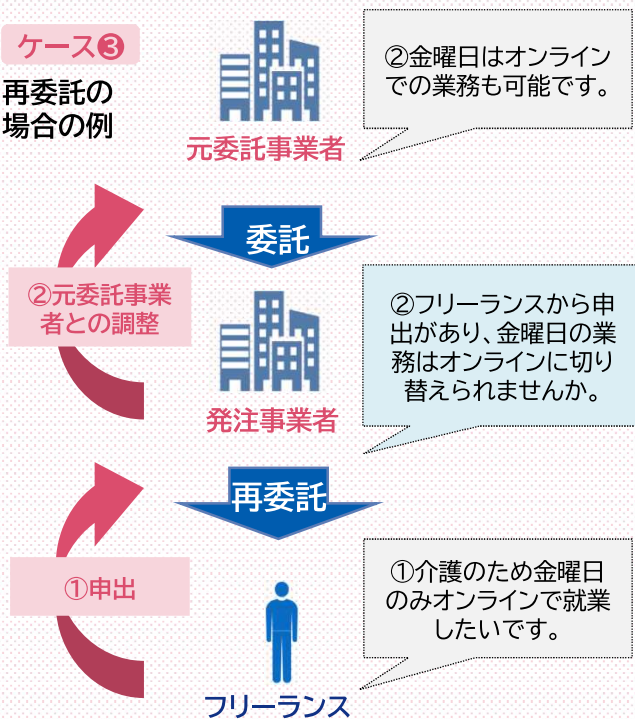 ケース❸
再委託の
場合の例
元委託事業者
②金曜日はオンライン
での業務も可能です。
委託
②元委託事業
者との調整
②フリーランスから申
出があり、金曜日の業
務はオンラインに切り
替えられませんか。
発注事業者
再委託
①申出
①介護のため金曜日
のみオンラインで就業
したいです。
フリーランス